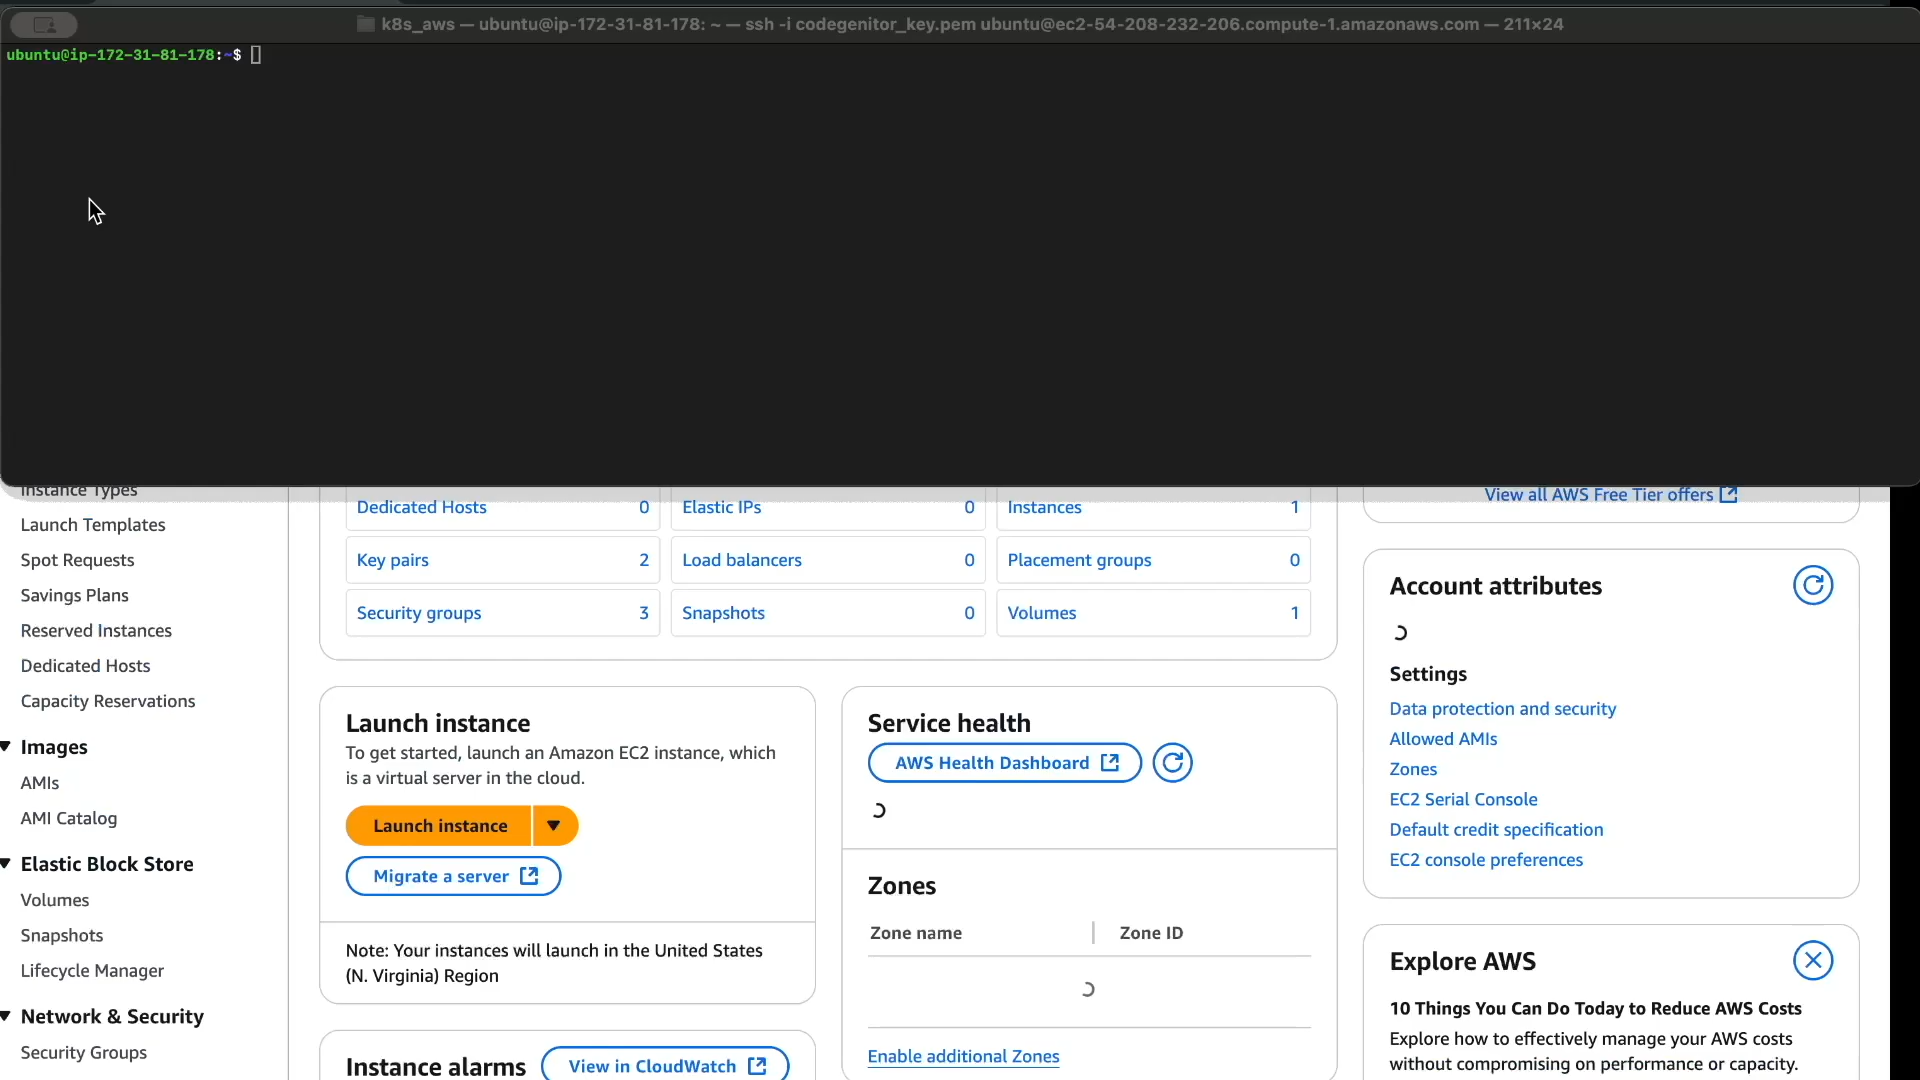 k8s_aws — ubuntu@ip-172-31-81-178: ~ — ssh -i codegenitor_key.pem ubuntu@ec2-54-208-232-206.compute-1.amazonaws.com — 211×24
ubuntu@ip-172-31-81-178:~$
Instance Types
Launch Templates
Spot Requests
Savings Plans
Reserved Instances
Dedicated Hosts
Capacity Reservations
Images
AMIs
AMI Catalog
Elastic Block Store
Volumes
Snapshots
Lifecycle Manager
Network & Security
Security Groups
Dedicated Hosts 0
Elastic IPs 0
Instances 1
Key pairs 2
Load balancers 0
Placement groups 0
Security groups 3
Snapshots 0
Volumes 1
Launch instance
To get started, launch an Amazon EC2 instance, which
is a virtual server in the cloud.
Launch instance
Migrate a server
Note: Your instances will launch in the United States
(N. Virginia) Region
Instance alarms
View in CloudWatch
Service health
AWS Health Dashboard
Zones
Zone name
Zone ID
Enable additional Zones
View all AWS Free Tier offers
Account attributes
Settings
Data protection and security
Allowed AMIs
Zones
EC2 Serial Console
Default credit specification
EC2 console preferences
Explore AWS
10 Things You Can Do Today to Reduce AWS Costs
Explore how to effectively manage your AWS costs
without compromising on performance or capacity.